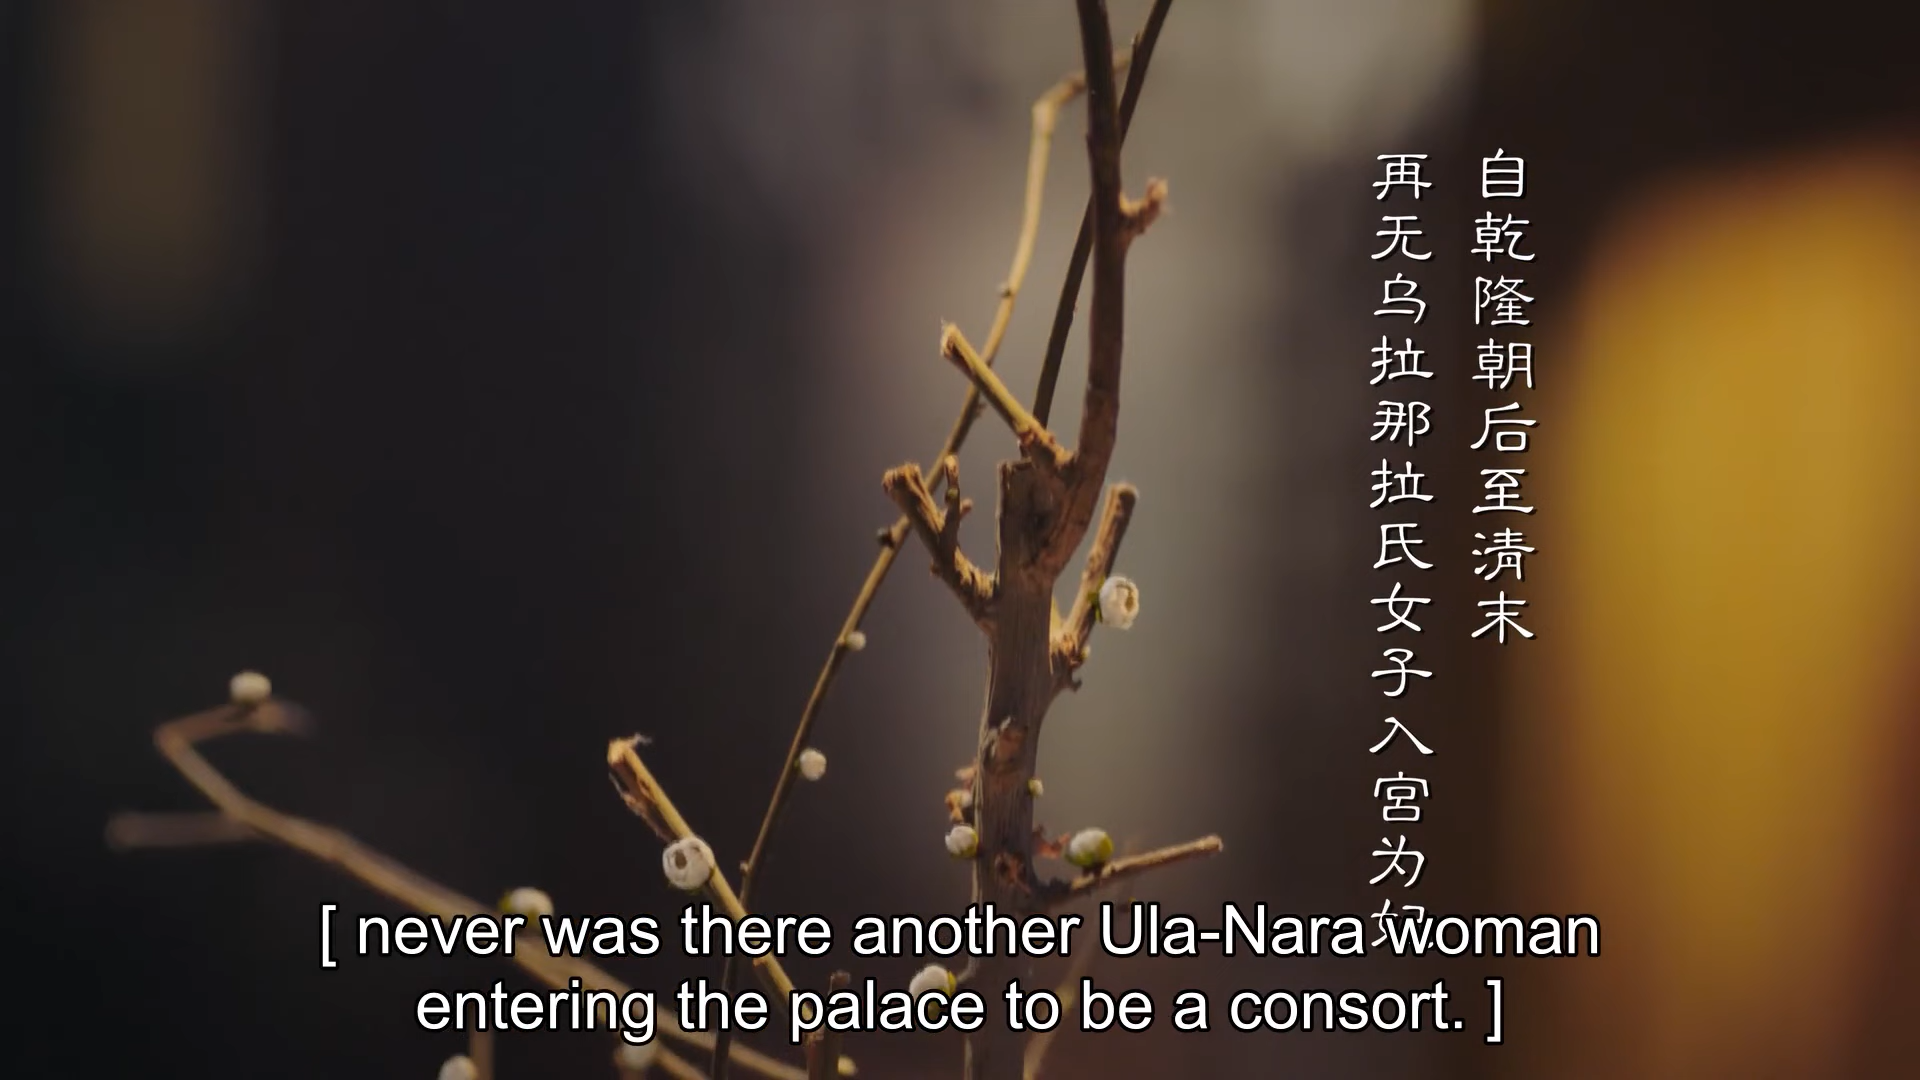 自乾隆朝后至清末
再无乌拉那拉氏女子入宫为妃
[ never was there another Ula-Nara woman
entering the palace to be a consort. ]